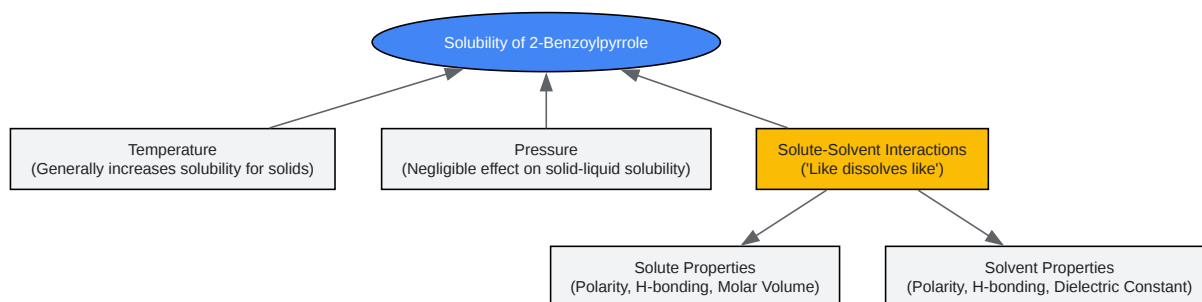 Solubility of 2-Benzoylpyrrole
Temperature
(Generally increases solubility for solids)
Pressure
(Negligible effect on solid-liquid solubility)
Solute-Solvent Interactions
('Like dissolves like')
Solute Properties
(Polarity, H-bonding, Molar Volume)
Solvent Properties
(Polarity, H-bonding, Dielectric Constant)